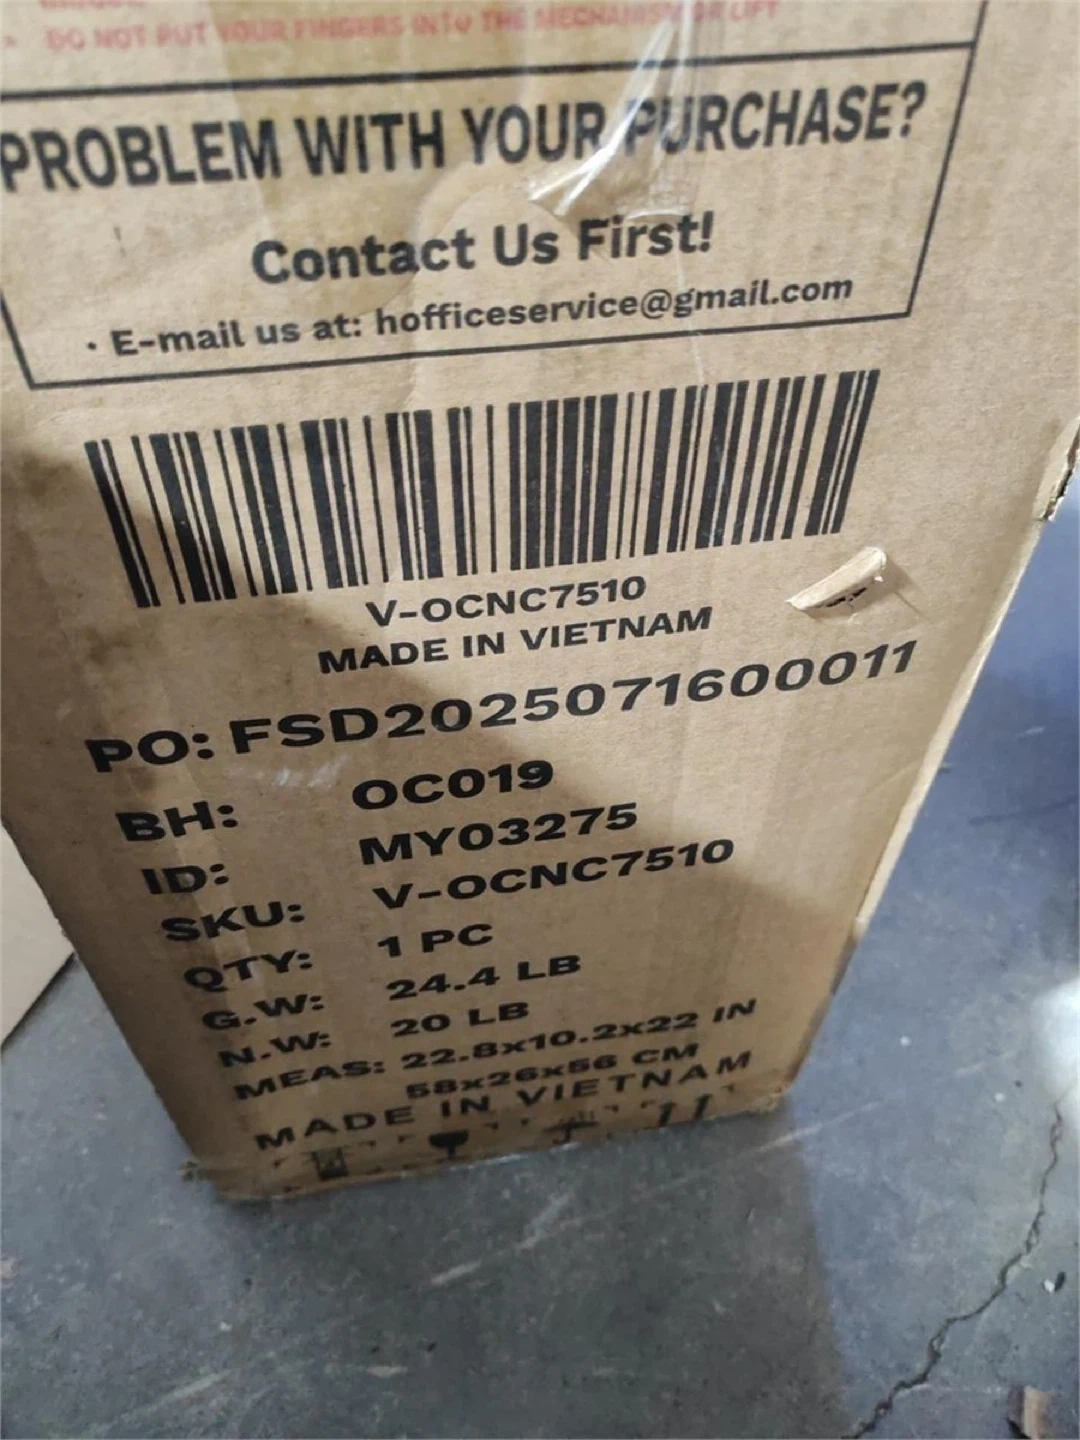 DO NOT PUT YOUR FINGERS INTO THE MECHANISM OR LIFT
PROBLEM WITH YOUR PURCHASE?
Contact Us First!
· E-mail us at: hofficeservice@gmail.com
V-OCNC7510
MADE IN VIETNAM
PO: FSD2025071600011
BH: OC019
ID: MY03275
SKU: V-OCNC7510
QTY: 1 PC
G.W: 24.4 LB
N.W: 20 LB
MEAS: 22.8x10.2x22 IN
58x26x56 CM
MADE IN VIETNAM